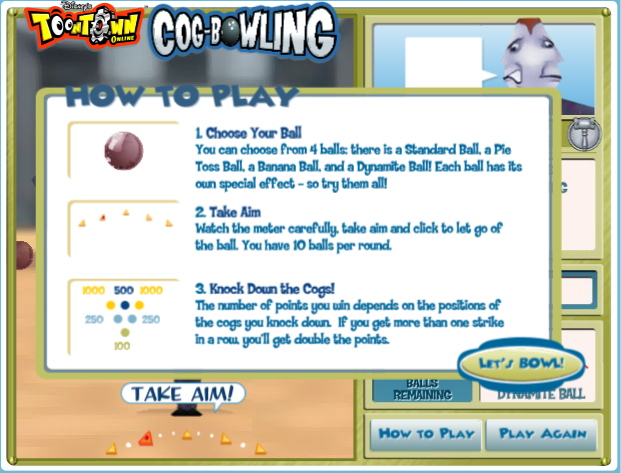 Disney's
TOONTOWN
ONLINE
COG-BOWLING
HOW TO PLAY
1. Choose Your Ball
You can choose from 4 balls: there is a Standard Ball, a Pie
Toss Ball, a Banana Ball, and a Dynamite Ball! Each ball has its
own special effect - so try them all!
2. Take Aim
Watch the meter carefully, take aim and click to let go of
the ball. You have 10 balls per round.
1000 500 1000
250 250
100
3. Knock Down the Cogs!
The number of points you win depends on the positions of
the cogs you knock down. If you get more than one strike
in a row, you'll get double the points.
LET'S BOWL!
TAKE AIM!
BALLS
REMAINING
DYNAMITE BALL
HOW TO PLAY
PLAY AGAIN